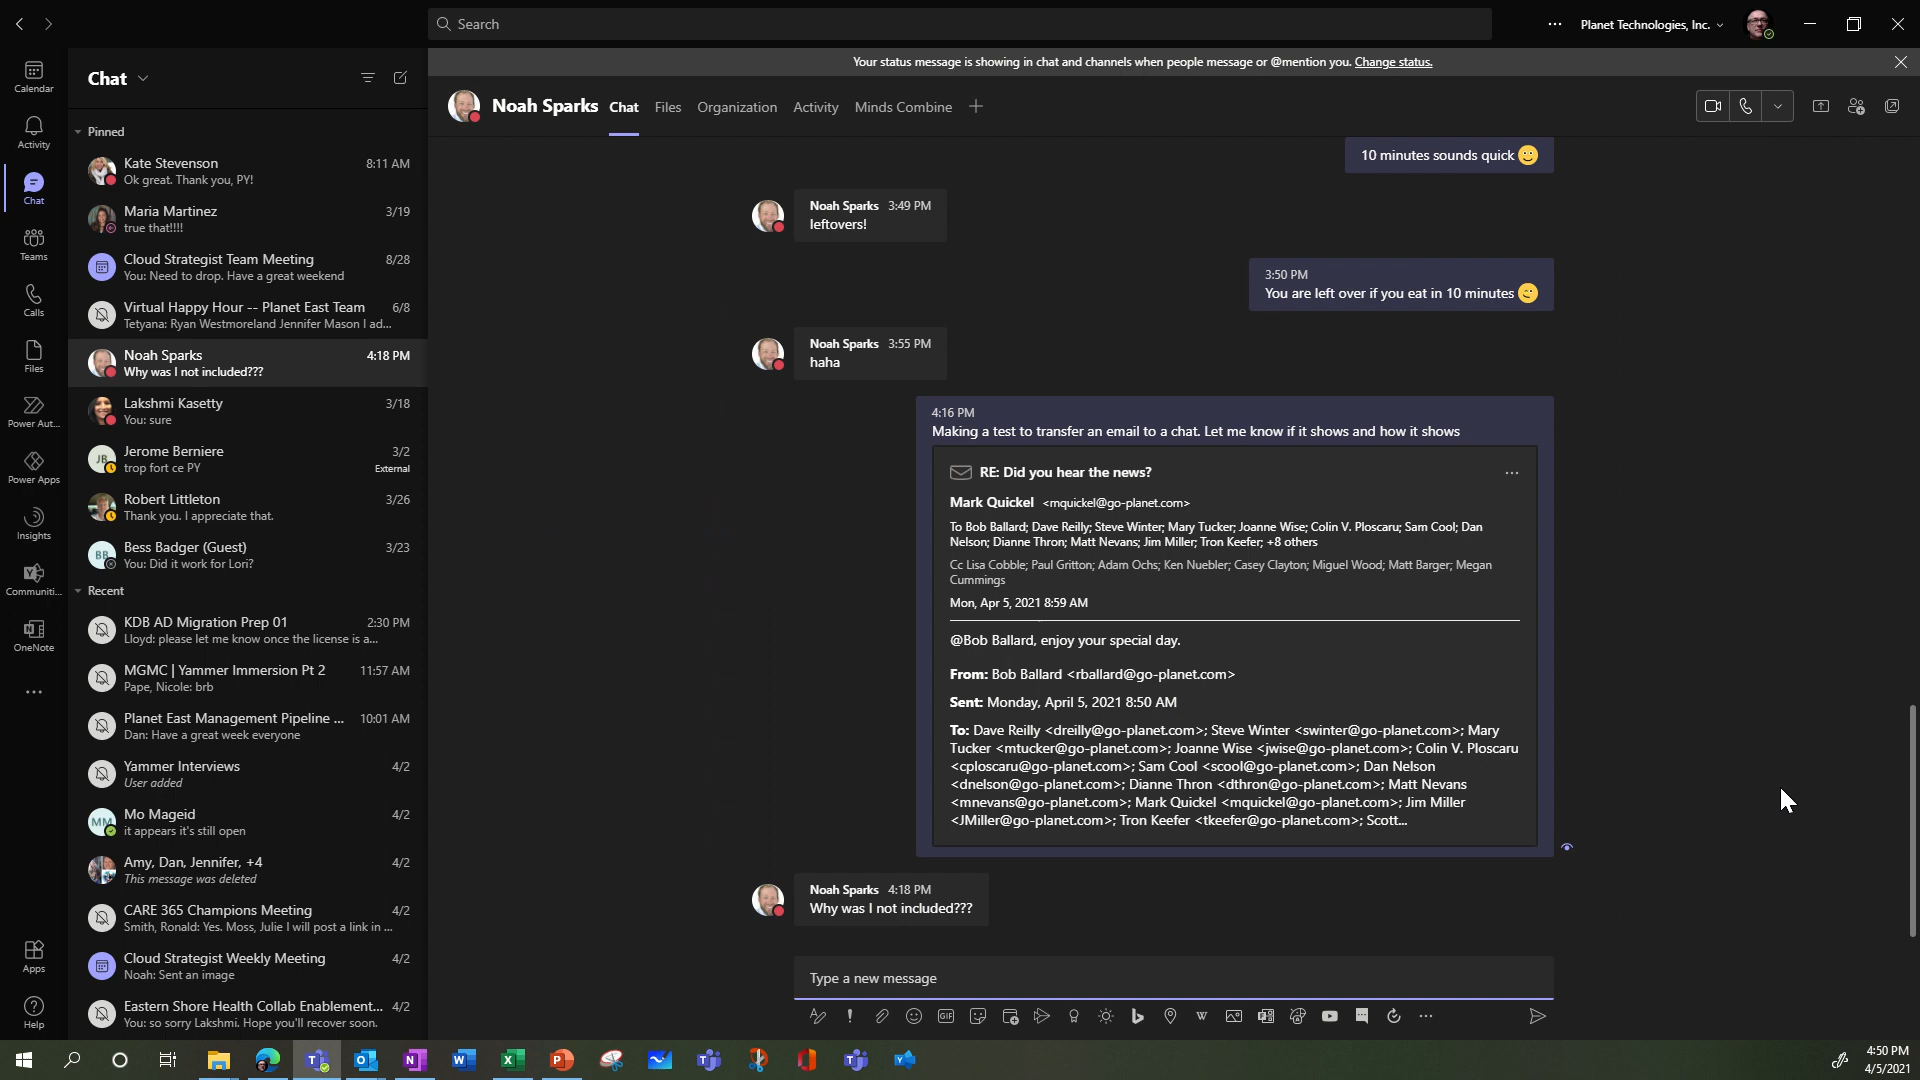 Search
Planet Technologies, Inc.
Your status message is showing in chat and channels when people message or @mention you. Change status.
Calendar
Activity
Chat
Teams
Calls
Files
Power Aut...
Power Apps
Insights
Communiti...
OneNote
Apps
Help
Chat
Pinned
Kate Stevenson 8:11 AM
Ok great. Thank you, PY!
Maria Martinez 3/19
true that!!!!
Cloud Strategist Team Meeting 8/28
You: Need to drop. Have a great weekend
Virtual Happy Hour -- Planet East Team 6/8
Tetyana: Ryan Westmoreland Jennifer Mason I ad...
Noah Sparks 4:18 PM
Why was I not included???
Lakshmi Kasetty 3/18
You: sure
JB Jerome Berniere 3/2
trop fort ce PY External
Robert Littleton 3/26
Thank you. I appreciate that.
BB Bess Badger (Guest) 3/23
You: Did it work for Lori?
Recent
KDB AD Migration Prep 01 2:30 PM
Lloyd: please let me know once the license is a...
MGMC | Yammer Immersion Pt 2 11:57 AM
Pape, Nicole: brb
Planet East Management Pipeline ... 10:01 AM
Dan: Have a great week everyone
Yammer Interviews 4/2
User added
MM Mo Mageid 4/2
it appears it's still open
Amy, Dan, Jennifer, +4 4/2
This message was deleted
CARE 365 Champions Meeting 4/2
Smith, Ronald: Yes. Moss, Julie I will post a link in ...
Cloud Strategist Weekly Meeting 4/2
Noah: Sent an image
Eastern Shore Health Collab Enablement... 4/2
You: so sorry Lakshmi. Hope you'll recover soon.
Noah Sparks Chat Files Organization Activity Minds Combine
10 minutes sounds quick
Noah Sparks 3:49 PM
leftovers!
3:50 PM
You are left over if you eat in 10 minutes
Noah Sparks 3:55 PM
haha
4:16 PM
Making a test to transfer an email to a chat. Let me know if it shows and how it shows
RE: Did you hear the news?
Mark Quickel <mquickel@go-planet.com>
To Bob Ballard; Dave Reilly; Steve Winter; Mary Tucker; Joanne Wise; Colin V. Ploscaru; Sam Cool; Dan
Nelson; Dianne Thron; Matt Nevans; Jim Miller; Tron Keefer; +8 others
Cc Lisa Cobble; Paul Gritton; Adam Ochs; Ken Nuebler; Casey Clayton; Miguel Wood; Matt Barger; Megan
Cummings
Mon, Apr 5, 2021 8:59 AM
@Bob Ballard, enjoy your special day.
From: Bob Ballard <rballard@go-planet.com>
Sent: Monday, April 5, 2021 8:50 AM
To: Dave Reilly <dreilly@go-planet.com>; Steve Winter <swinter@go-planet.com>; Mary
Tucker <mtucker@go-planet.com>; Joanne Wise <jwise@go-planet.com>; Colin V. Ploscaru
<cploscaru@go-planet.com>; Sam Cool <scool@go-planet.com>; Dan Nelson
<dnelson@go-planet.com>; Dianne Thron <dthron@go-planet.com>; Matt Nevans
<mnevans@go-planet.com>; Mark Quickel <mquickel@go-planet.com>; Jim Miller
<JMiller@go-planet.com>; Tron Keefer <tkeefer@go-planet.com>; Scott...
Noah Sparks 4:18 PM
Why was I not included???
Type a new message
GIF
4:50 PM
4/5/2021